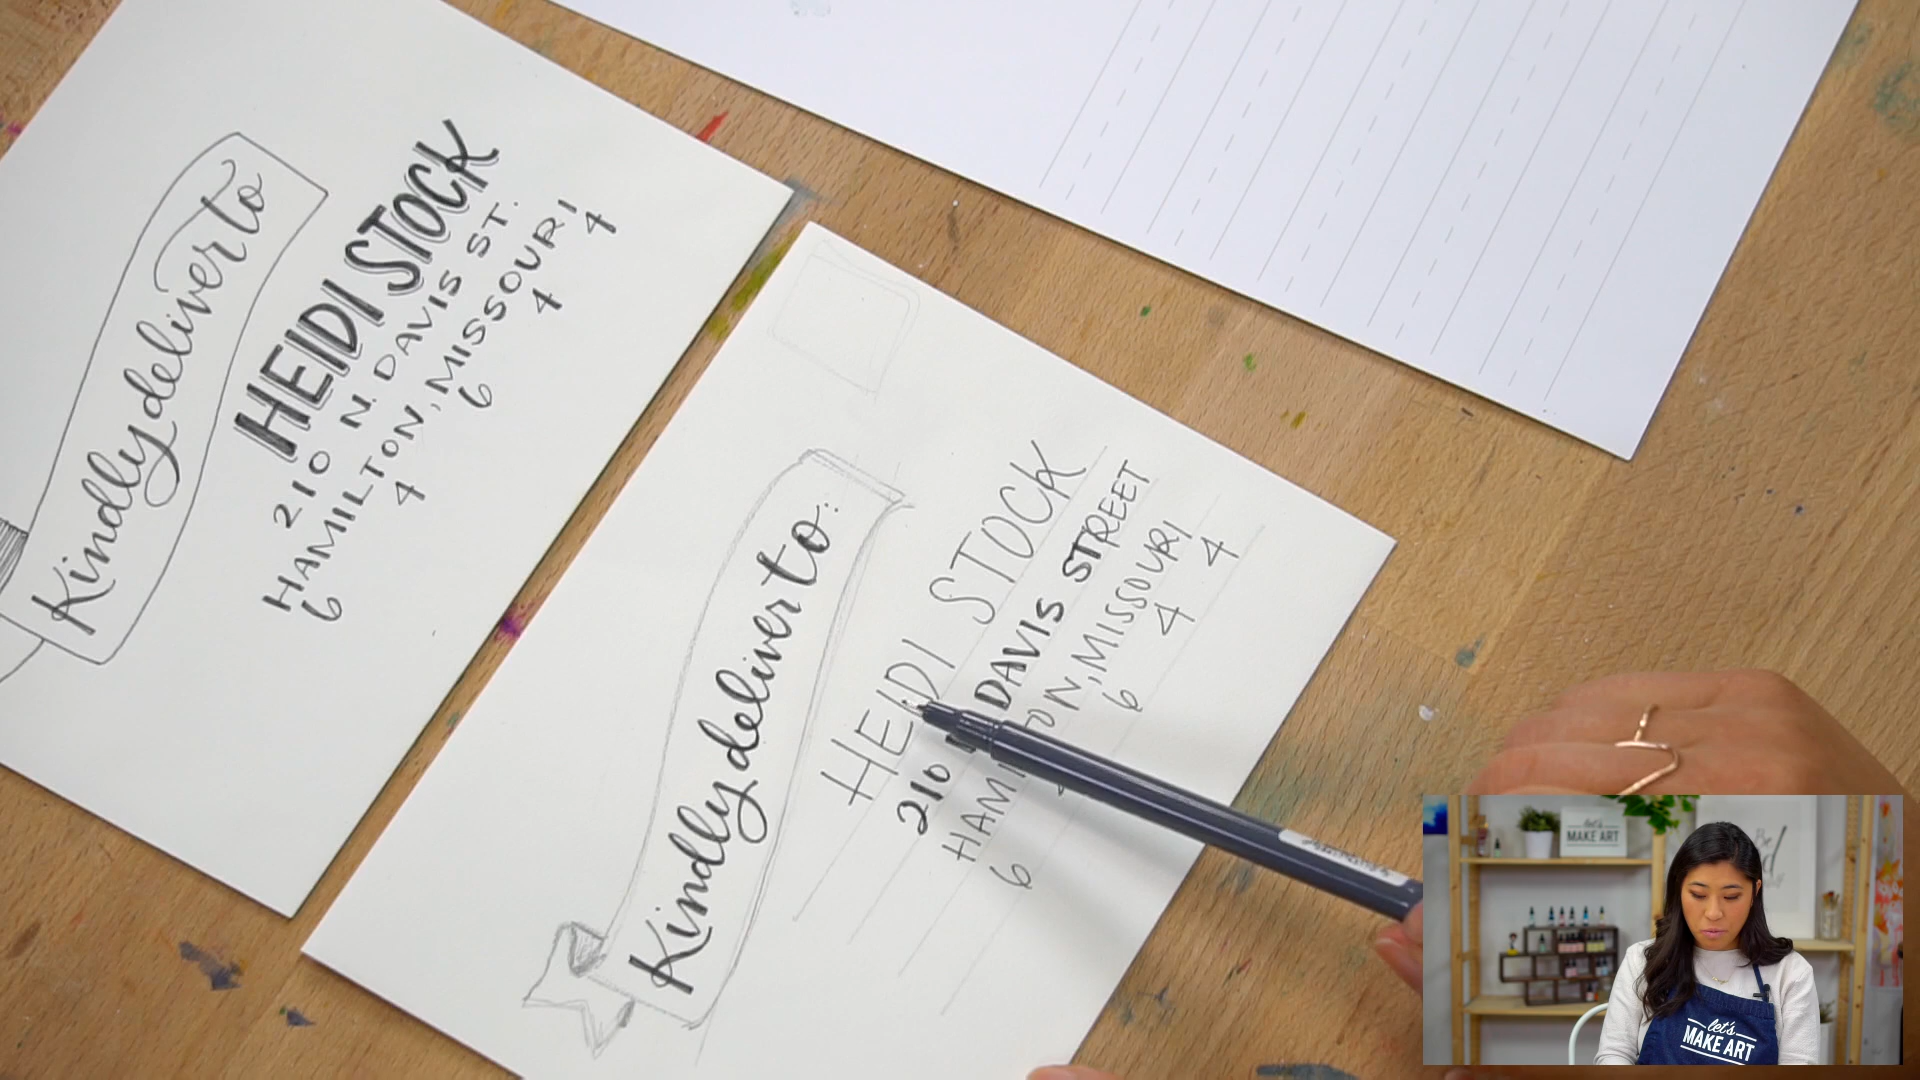 Kindly deliver to
HEIDI STOCK
210 N. DAVIS ST.
HAMILTON, MISSOURI
6 4 6 4 4
Kindly deliver to:
HEIDI STOCK
210 DAVIS STREET
MISSOURI
6 6 4 4
let's
MAKE ART
let's
MAKE ART